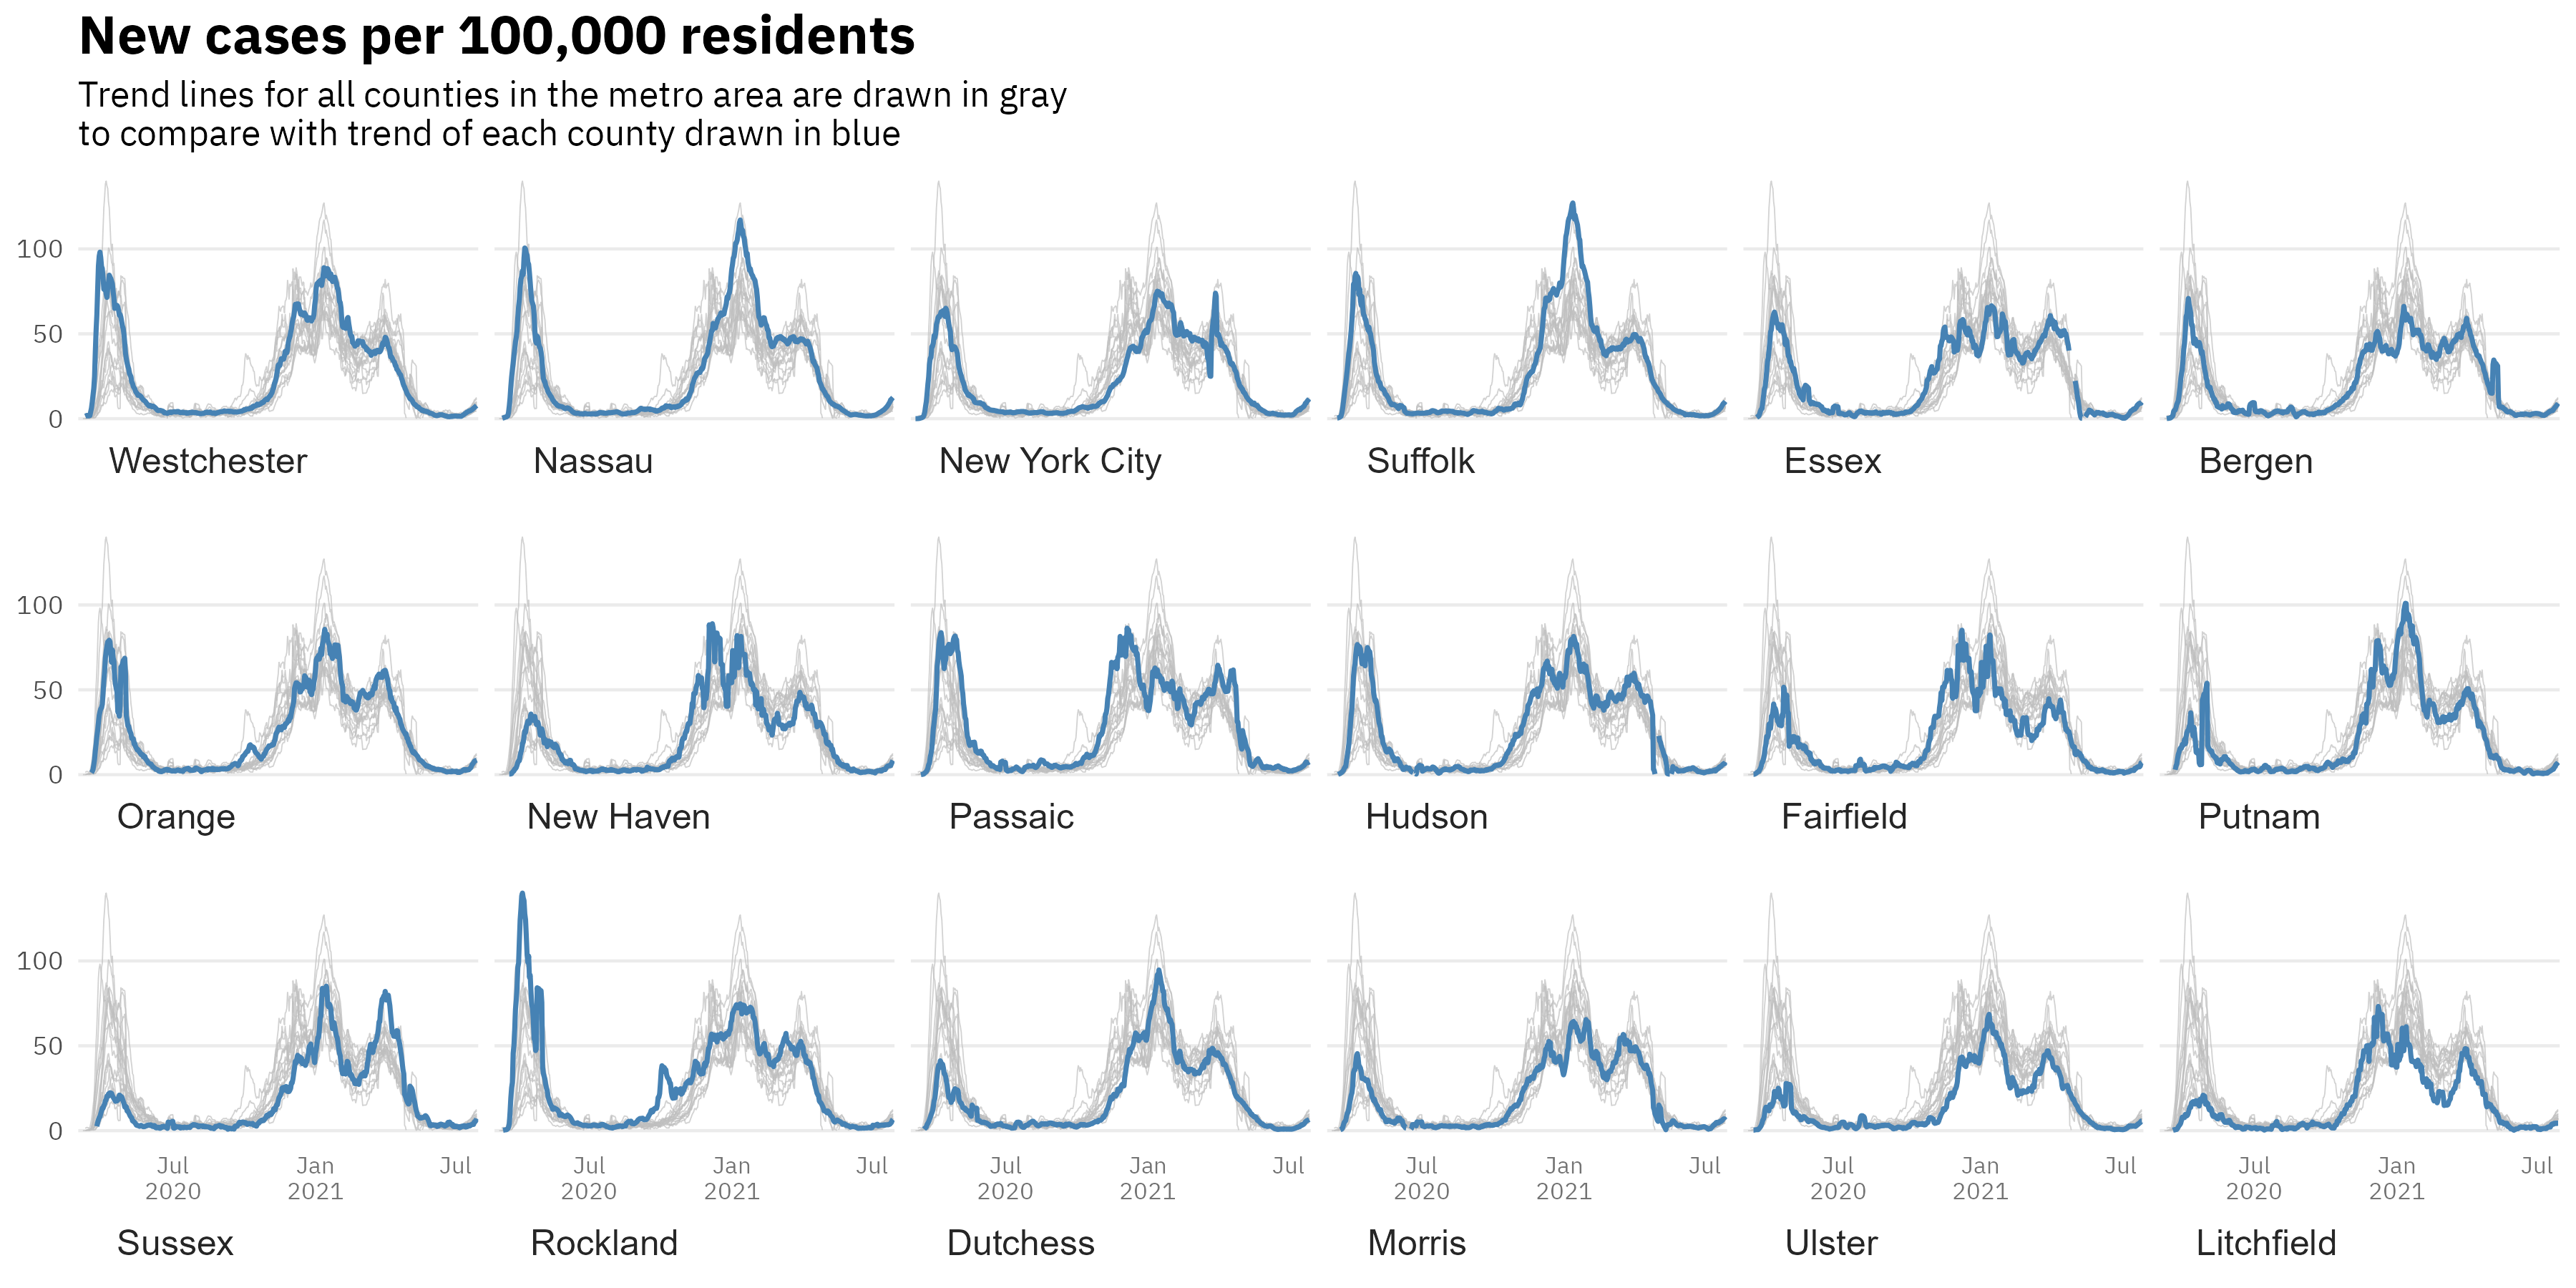 New cases per 100,000 residents
Trend lines for all counties in the metro area are drawn in gray
to compare with trend of each county drawn in blue
100
50
0
Westchester
Nassau
New York City
Suffolk
Essex
Bergen
100
50
0
Orange
New Haven
Passaic
Hudson
Fairfield
Putnam
100
50
0
Jul
2020
Jan
2021
Jul
Jul
2020
Jan
2021
Jul
Jul
2020
Jan
2021
Jul
Jul
2020
Jan
2021
Jul
Jul
2020
Jan
2021
Jul
Jul
2020
Jan
2021
Jul
Sussex
Rockland
Dutchess
Morris
Ulster
Litchfield